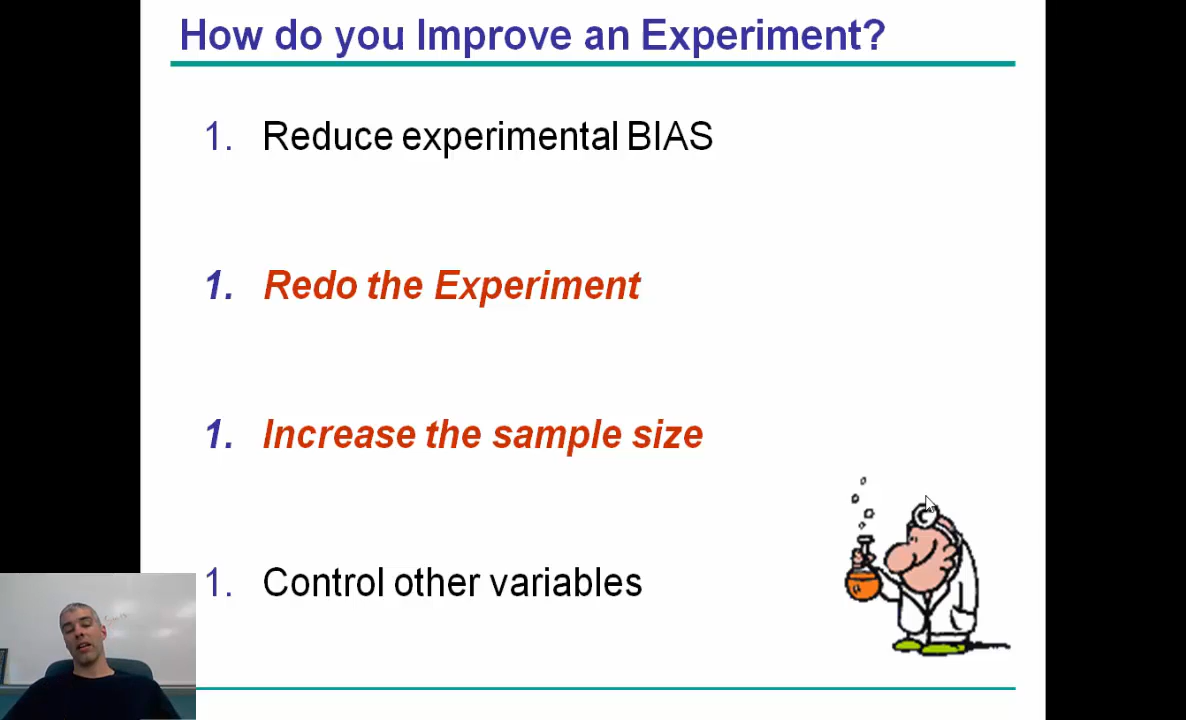 How do you Improve an Experiment?
1. Reduce experimental BIAS
1. Redo the Experiment
1. Increase the sample size
1. Control other variables